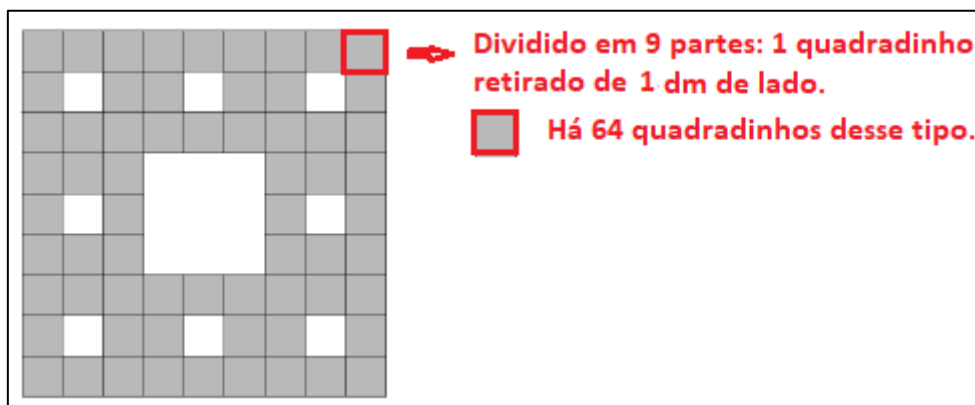 Dividido em 9 partes: 1 quadradinho
retirado de 1 dm de lado.
Há 64 quadradinhos desse tipo.